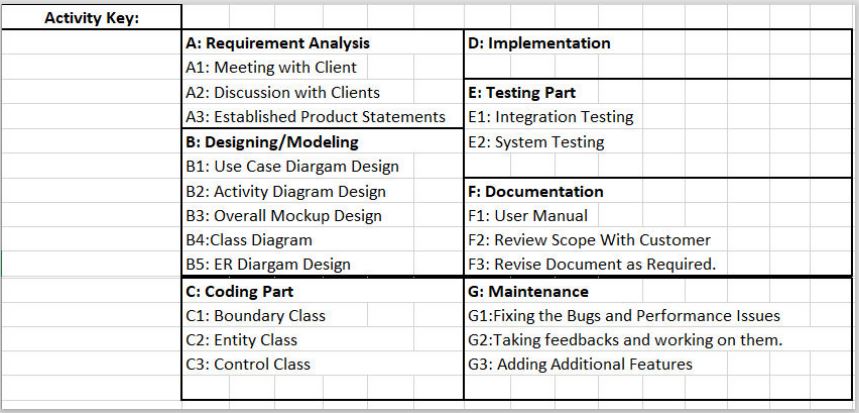 Activity Key:
A: Requirement Analysis
A1: Meeting with Client
A2: Discussion with Clients
A3: Established Product Statements
B: Designing/Modeling
B1: Use Case Diargam Design
B2: Activity Diagram Design
B3: Overall Mockup Design
B4:Class Diagram
B5: ER Diargam Design
C: Coding Part
C1: Boundary Class
C2: Entity Class
C3: Control Class
D: Implementation
E: Testing Part
E1: Integration Testing
E2: System Testing
F: Documentation
F1: User Manual
F2: Review Scope With Customer
F3: Revise Document as Required.
G: Maintenance
G1:Fixing the Bugs and Performance Issues
G2:Taking feedbacks and working on them.
G3: Adding Additional Features